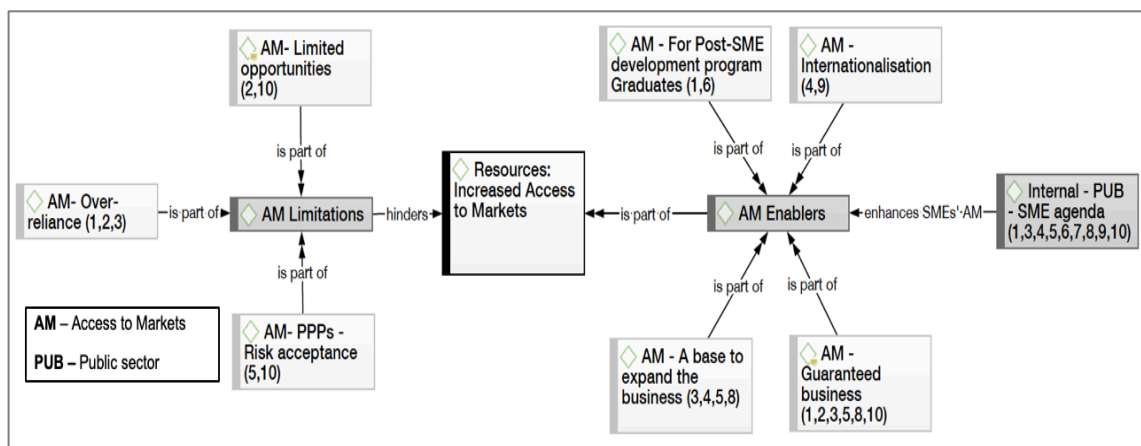 AM- Limited
opportunities
(2,10)
AM - For Post-SME
development program
Graduates (1,6)
AM -
Internationalisation
(4,9)
is part of
is part of
is part of
Resources:
Increased Access
to Markets
AM- Over-
reliance (1,2,3)
is part of
AM Limitations
hinders
is part of
AM Enablers
enhances SMEs' AM
Internal - PUB
- SME agenda
(1,3,4,5,6,7,8,9,10)
is part of
is part of
is part of
AM – Access to Markets
PUB – Public sector
AM- PPPs -
Risk acceptance
(5,10)
AM - A base to
expand the
business (3,4,5,8)
AM -
Guaranteed
business
(1,2,3,5,8,10)